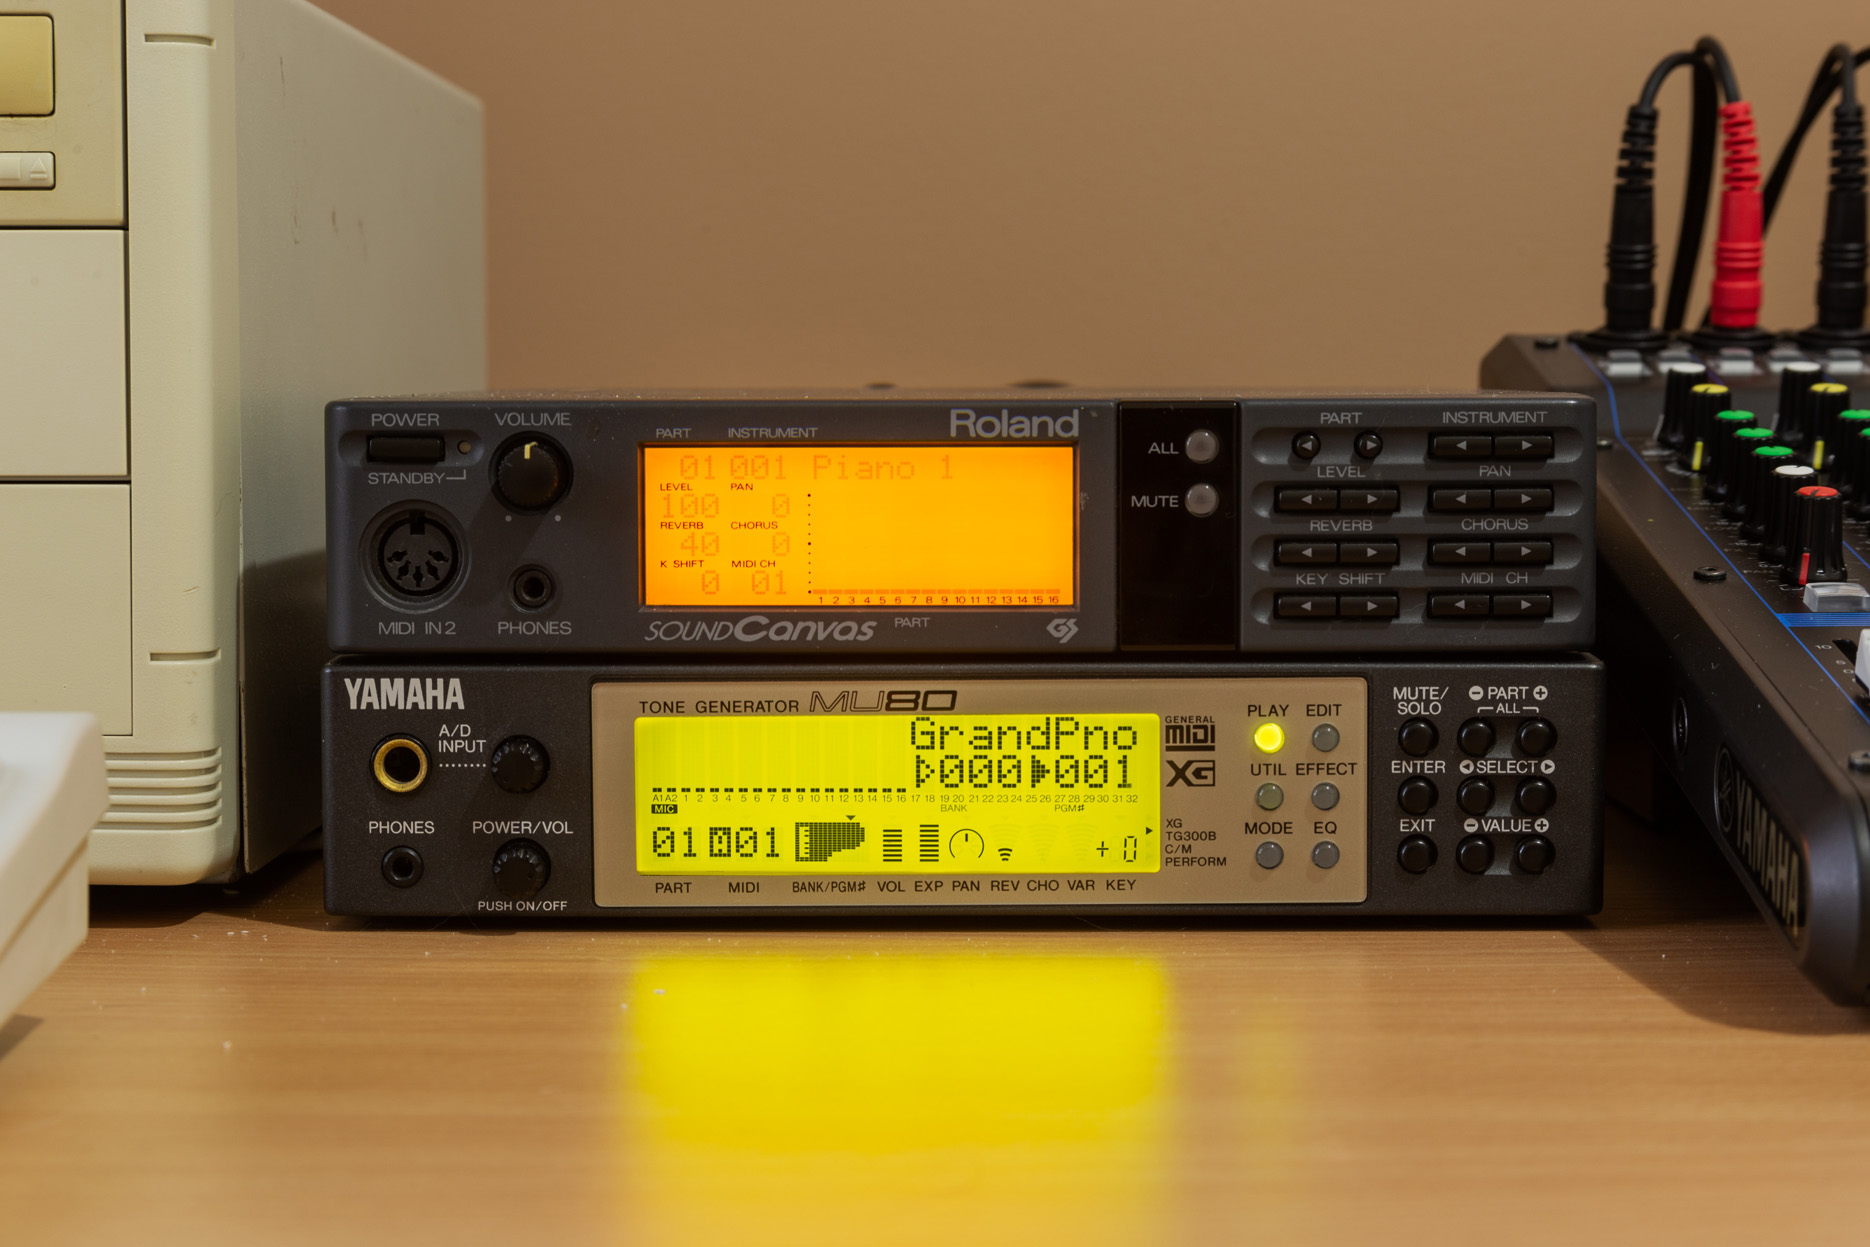 POWER
VOLUME
STANDBY
MIDI IN 2
PHONES
PART INSTRUMENT
Roland
01 001 Piano 1
LEVEL PAN
100 0
REVERB CHORUS
40 0
K SHIFT MIDI CH
0 01
1 2 3 4 5 6 7 8 9 10 11 12 13 14 15 16
SOUND Canvas
PART
GS
ALL
MUTE
PART INSTRUMENT
LEVEL PAN
REVERB CHORUS
KEY SHIFT MIDI CH
YAMAHA
A/D
INPUT
PHONES
POWER/VOL
PUSH ON/OFF
TONE GENERATOR MU80
GrandPno
000 001
A1 A2 1 2 3 4 5 6 7 8 9 10 11 12 13 14 15 16 17 18 19 20 21 22 23 24 25 26 27 28 29 30 31 32
MIC
BANK PGM#
01 01
+ 0
PART MIDI BANK/PGM# VOL EXP PAN REV CHO VAR KEY
GENERAL
MIDI
XG
XG
TG300B
C/M
PERFORM
PLAY EDIT
UTIL EFFECT
MODE EQ
MUTE/
SOLO
PART
ALL
ENTER SELECT
EXIT VALUE
10
5
YAMAHA